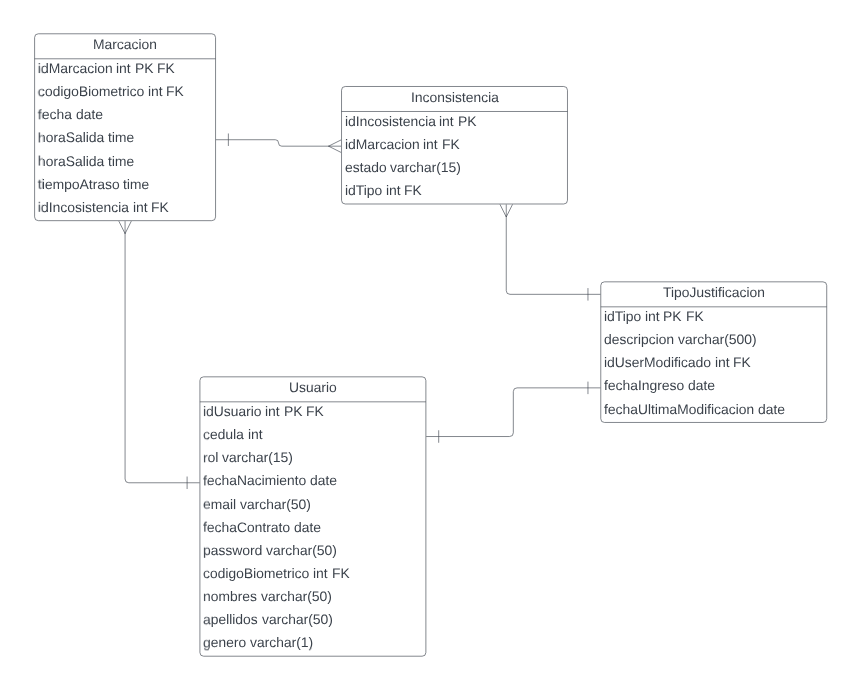 Marcacion
idMarcacion int PK FK
codigoBiometrico int FK
fecha date
horaSalida time
horaSalida time
tiempoAtraso time
idIncosistencia int FK
Inconsistencia
idIncosistencia int PK
idMarcacion int FK
estado varchar(15)
idTipo int FK
TipoJustificacion
idTipo int PK FK
descripcion varchar(500)
idUserModificado int FK
fechaIngreso date
fechaUltimaModificacion date
Usuario
idUsuario int PK FK
cedula int
rol varchar(15)
fechaNacimiento date
email varchar(50)
fechaContrato date
password varchar(50)
codigoBiometrico int FK
nombres varchar(50)
apellidos varchar(50)
genero varchar(1)